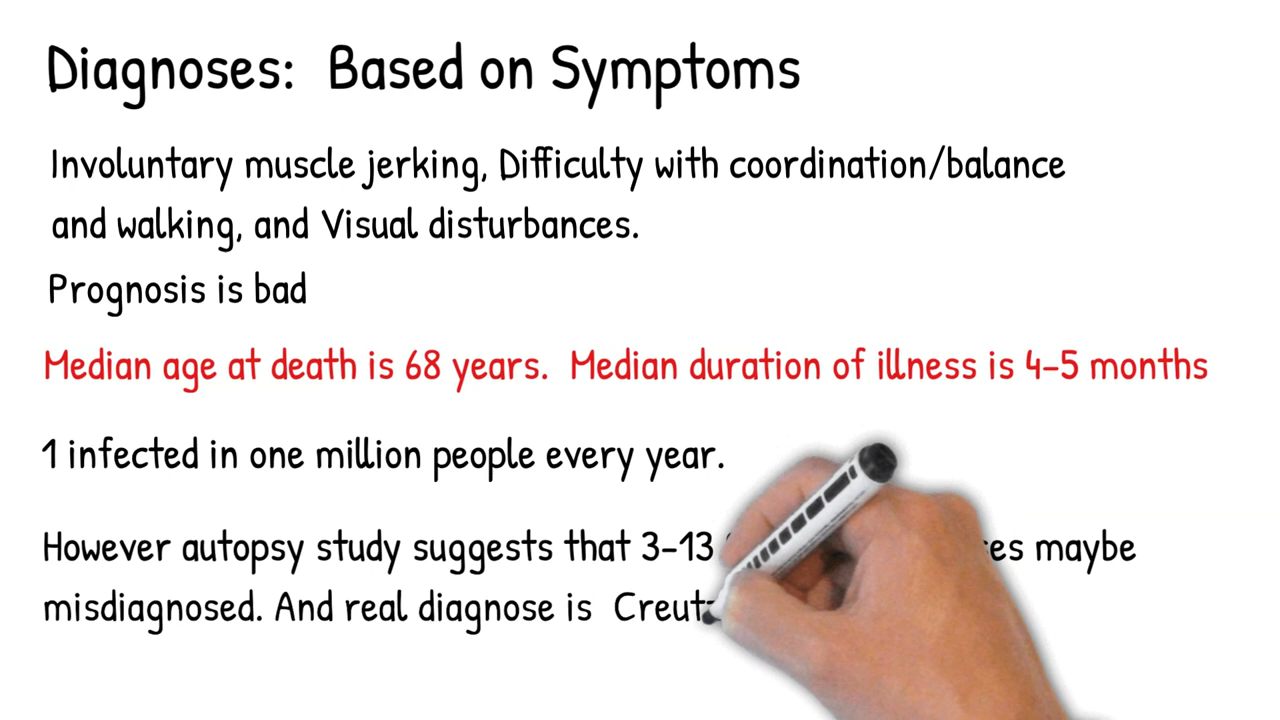 Diagnoses: Based on Symptoms
Involuntary muscle jerking, Difficulty with coordination/balance
and walking, and Visual disturbances.
Prognosis is bad
Median age at death is 68 years. Median duration of illness is 4-5 months
1 infected in one million people every year.
However autopsy study suggests that 3-13 es maybe
misdiagnosed. And real diagnose is Creut